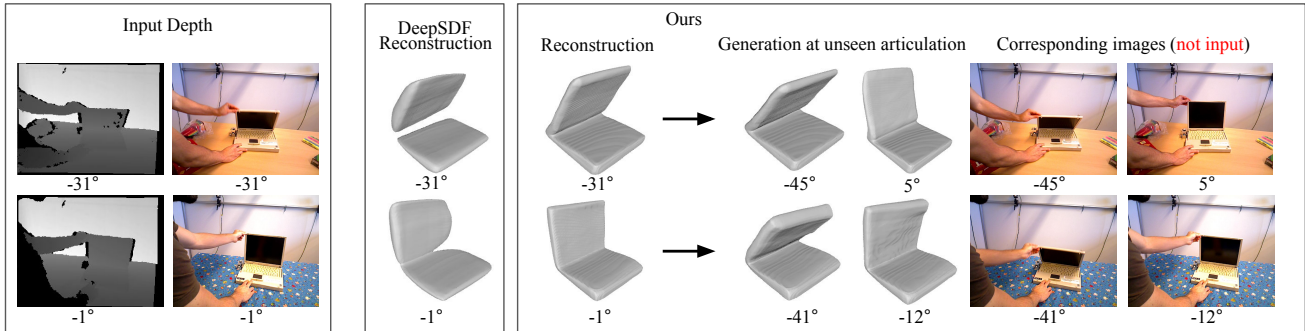 Input Depth
DeepSDF
Reconstruction
Ours
Reconstruction
Generation at unseen articulation
Corresponding images (not input)
-31°
-31°
-31°
-31°
-45°
5°
-45°
5°
-1°
-1°
-1°
-1°
-41°
-12°
-41°
-12°